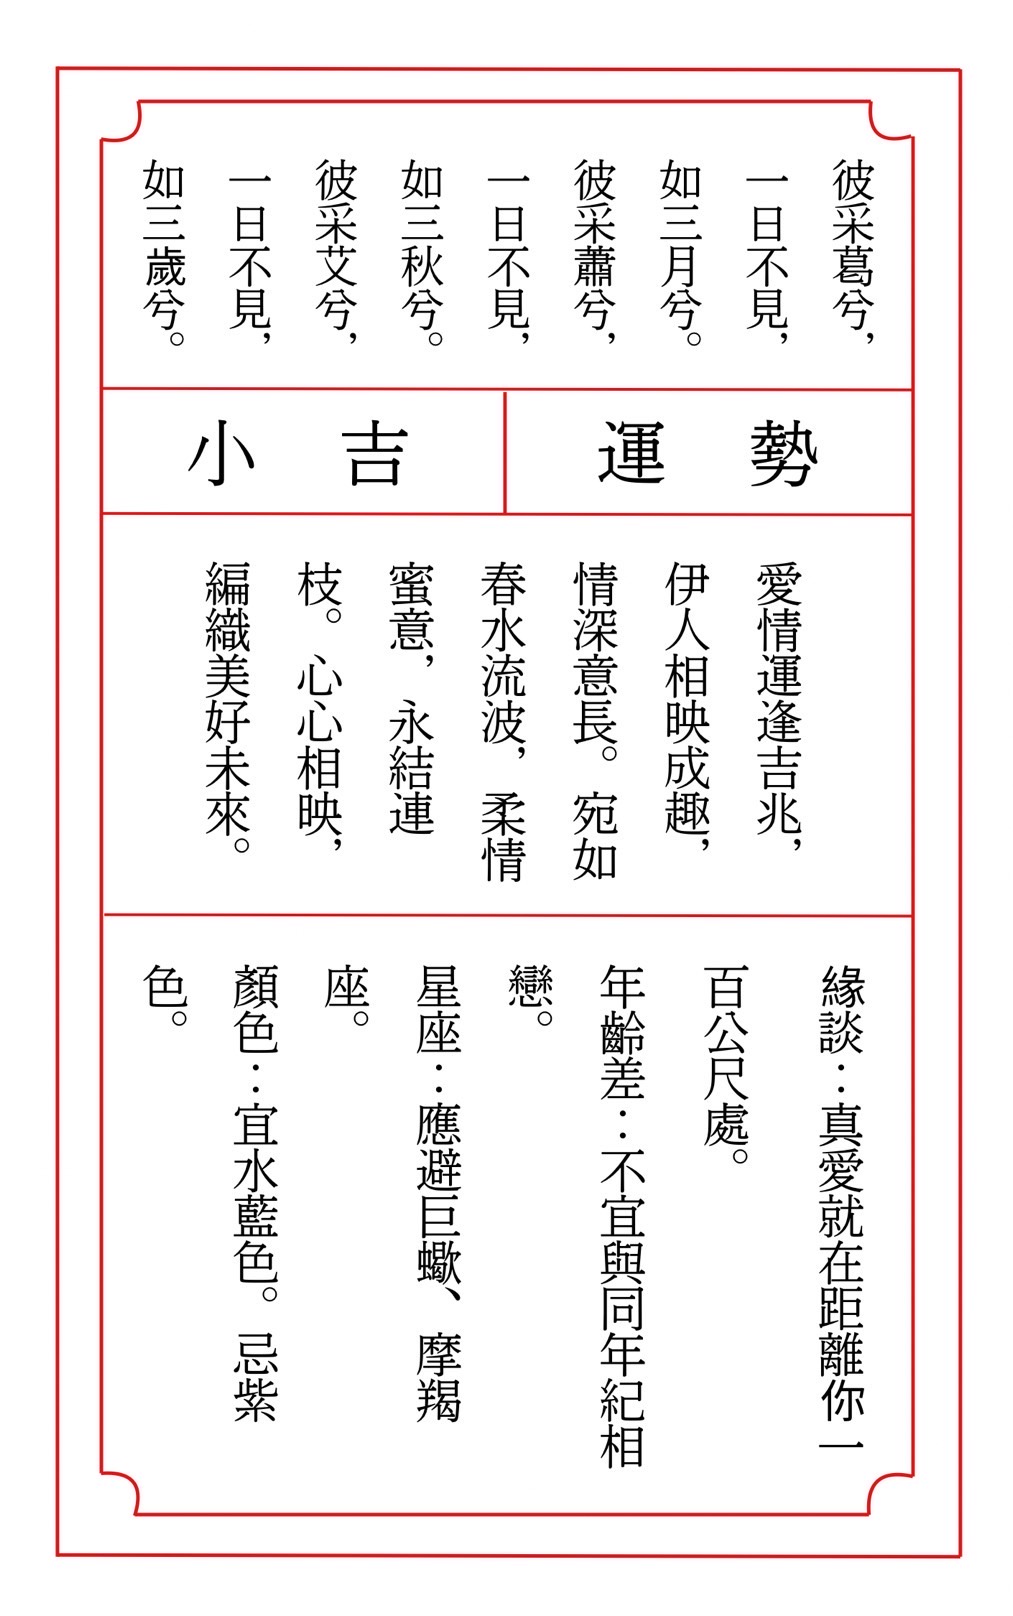 彼采葛兮，
一日不見，
如三月兮。
彼采蕭兮，
一日不見，
如三秋兮。
彼采艾兮，
一日不見，
如三歲兮。
運勢
小吉
愛情運逢吉兆，
伊人相映成趣，
情深意長。宛如
春水流波，柔情
蜜意，永結連
枝。心心相映，
編織美好未來。
緣談：真愛就在距離你一
百公尺處。
年齡差：不宜與同年紀相
戀。
星座：應避巨蠍、摩羯
座。
顏色：宜水藍色。忌紫
色。